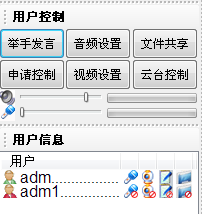 用户控制
举手发言 音频设置 文件共享
申请控制 视频设置 云台控制
用户信息
用户
adm
adm1